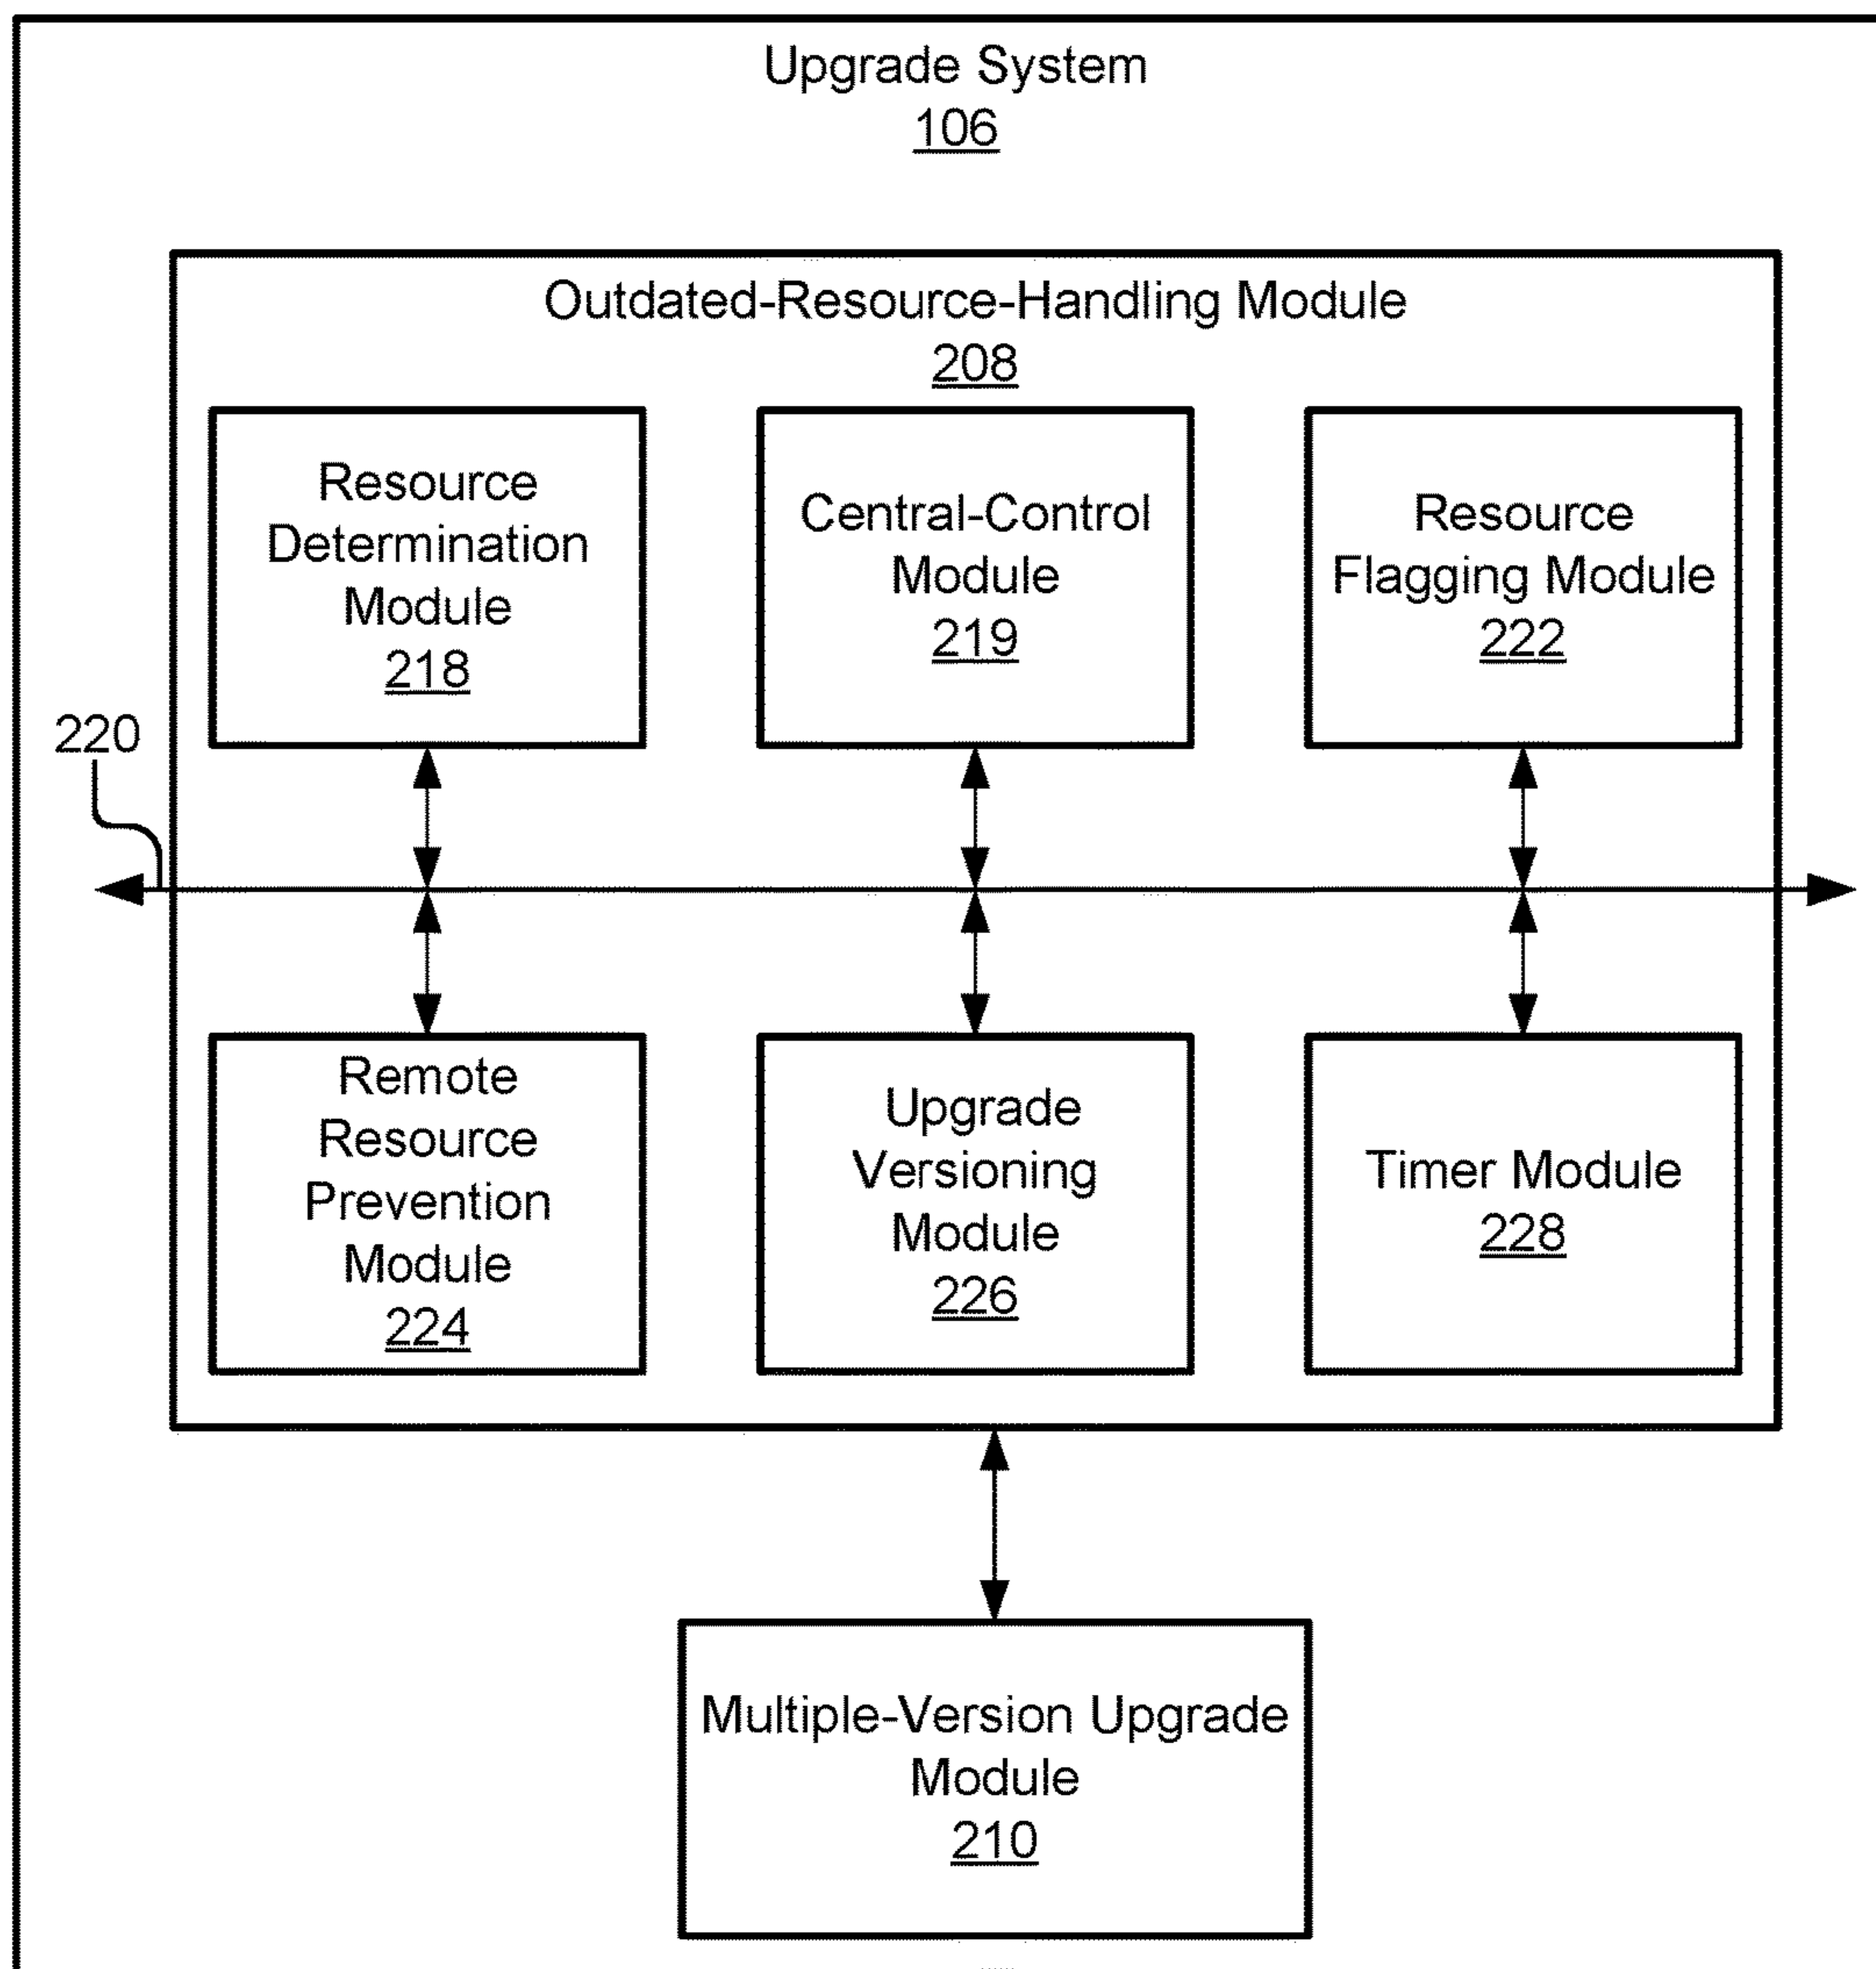 Upgrade System
106
Outdated-Resource-Handling Module
208
Resource
Determination
Module
218
Central-Control
Module
219
Resource
Flagging Module
222
220
Remote
Resource
Prevention
Module
224
Upgrade
Versioning
Module
226
Timer Module
228
Multiple-Version Upgrade
Module
210